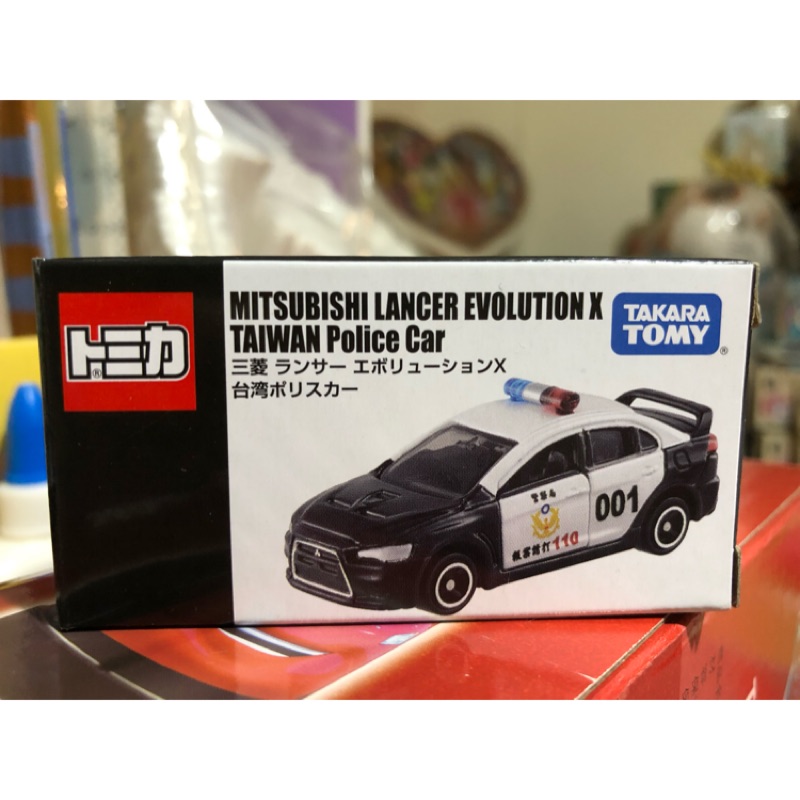 トミカ
®
MITSUBISHI LANCER EVOLUTION X
TAIWAN Police Car
三菱 ランサー エボリューションX
台湾ポリスカー
TAKARA
TOMY
®
警察局
報案請打110
001